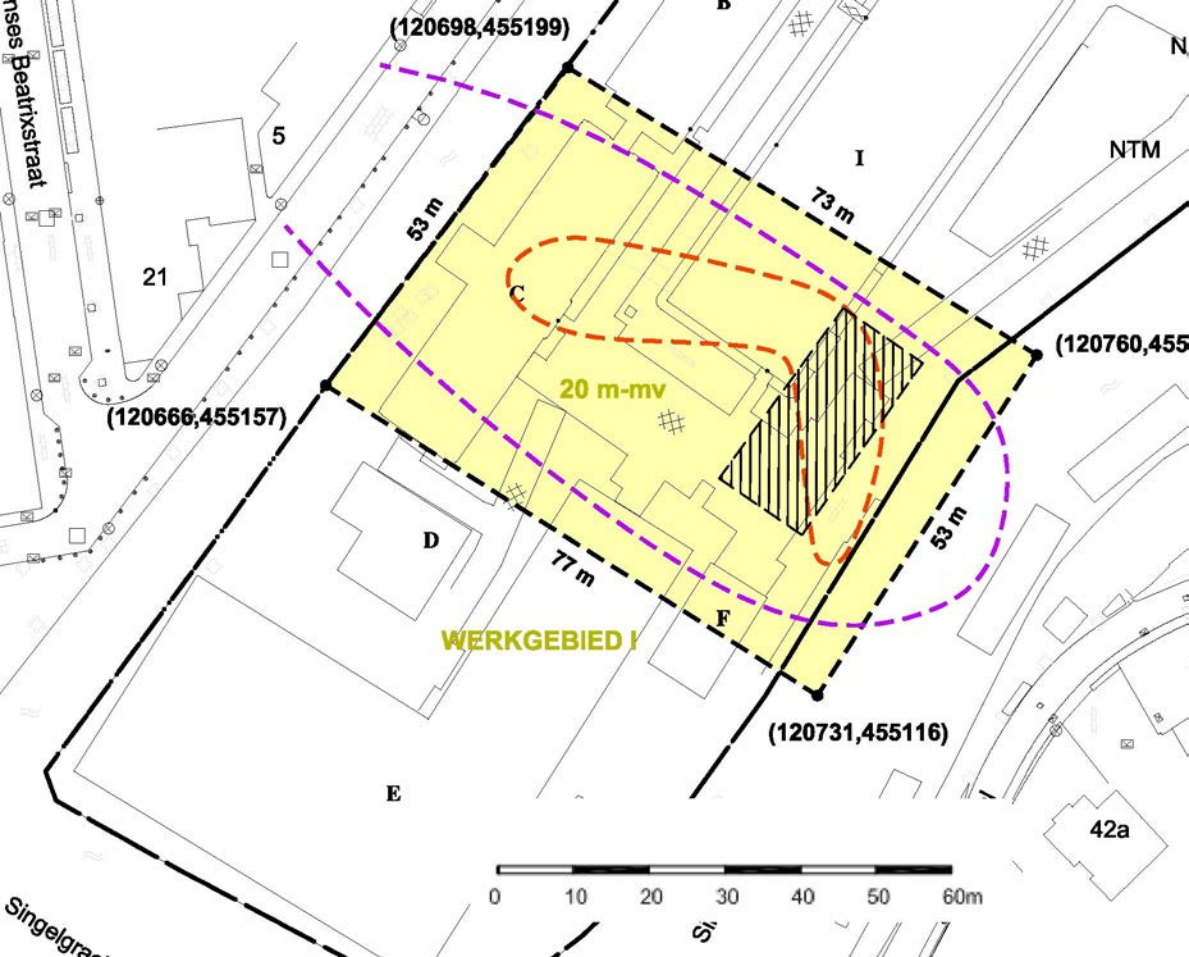 B
(120698,455199)
N
nses Beatrixstraat
5
I
NTM
73 m
53 m
21
C
(120760,455
20 m-mv
(120666,455157)
D
53 m
77 m
F
WERKGEBIED I
(120731,455116)
E
42a
0 10 20 30 40 50 60m
Singelgra